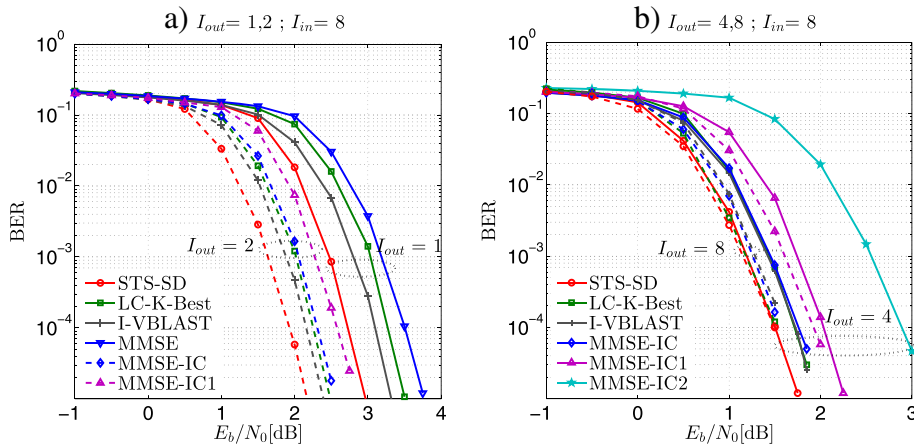 a) I_out= 1,2 ; I_in= 8
10^0
10^-1
10^-2
10^-3
10^-4
BER
I_out = 2
I_out = 1
STS-SD
LC-K-Best
I-VBLAST
MMSE
MMSE-IC
MMSE-IC1
−1 0 1 2 3 4
E_b/N_0[dB]
b) I_out= 4,8 ; I_in= 8
10^0
10^-1
10^-2
10^-3
10^-4
BER
I_out = 8
I_out = 4
STS-SD
LC-K-Best
I-VBLAST
MMSE-IC
MMSE-IC1
MMSE-IC2
−1 0 1 2 3
E_b/N_0[dB]